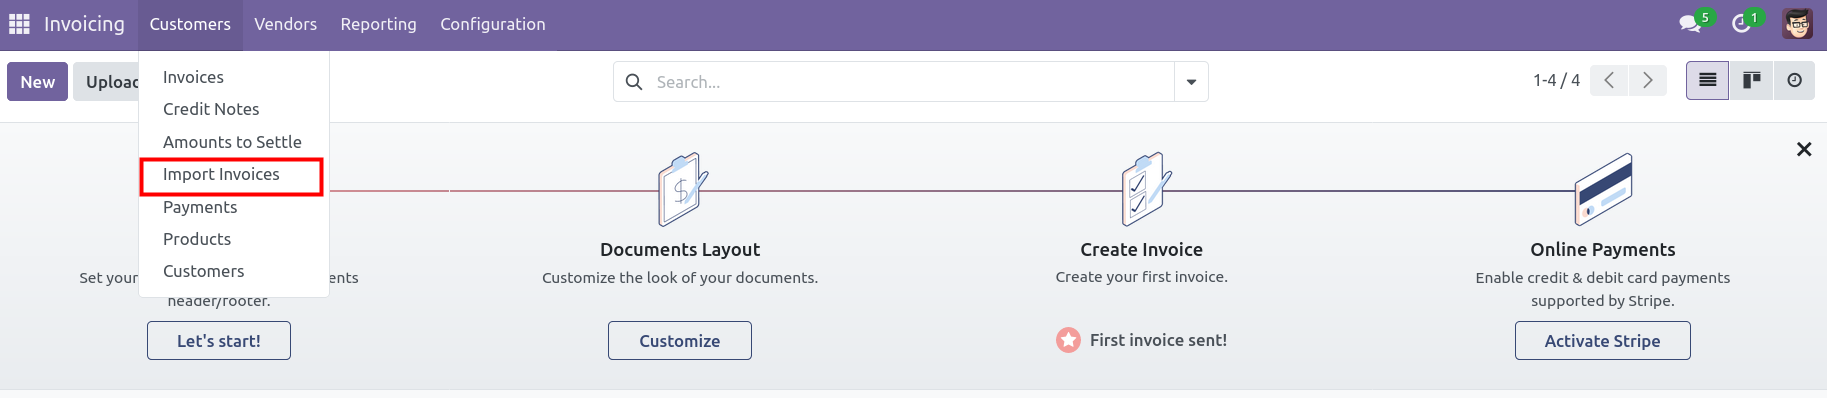 Invoicing Customers Vendors Reporting Configuration 5 1
New Upload Search... 1-4 / 4
Invoices
Credit Notes
Amounts to Settle
Import Invoices
Payments
Products
Customers
Set your
ents
header/footer.
Let's start!
Documents Layout
Customize the look of your documents.
Customize
Create Invoice
Create your first invoice.
First invoice sent!
Online Payments
Enable credit & debit card payments
supported by Stripe.
Activate Stripe